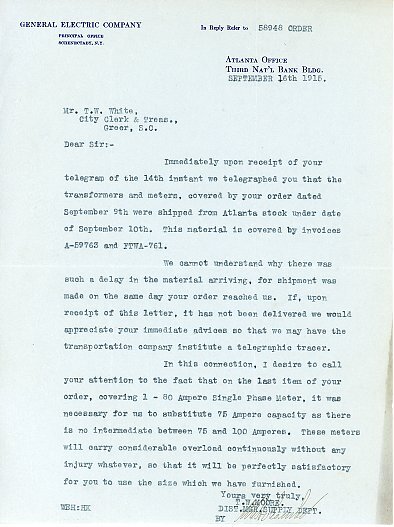 GENERAL ELECTRIC COMPANY
PRINCIPAL OFFICE
SCHENECTADY, N.Y.
In Reply Refer to 58948 ORDER
ATLANTA OFFICE
THIRD NAT'L BANK BLDG.
SEPTEMBER 16th 1915.
Mr. T.W. White,
City Clerk & Treas.,
Greer, S.C.
Dear Sir:-
Immediately upon receipt of your
telegram of the 14th instant we telegraphed you that the
transformers and meters, covered by your order dated
September 9th were shipped from Atlanta stock under date
of September 10th. This material is covered by invoices
A-59763 and FTWA-761.
We cannot understand why there was
such a delay in the material arriving, for shipment was
made on the same day your order reached us. If, upon
receipt of this letter, it has not been delivered we would
appreciate your immediate advices so that we may have the
transportation company institute a telegraphic tracer.
In this connection, I desire to call
your attention to the fact that on the last item of your
order, covering 1 - 80 Ampere Single Phase Meter, it was
necessary for us to substitute 75 Ampere capacity as there
is no intermediate between 75 and 100 Amperes. These meters
will carry considerable overload continuously without any
injury whatever, so that it will be perfectly satisfactory
for you to use the size which we have furnished.
Yours very truly,
T.W.MOORE,
WEH:HK DIST.MGR.SUPPLY DEPT.
BY